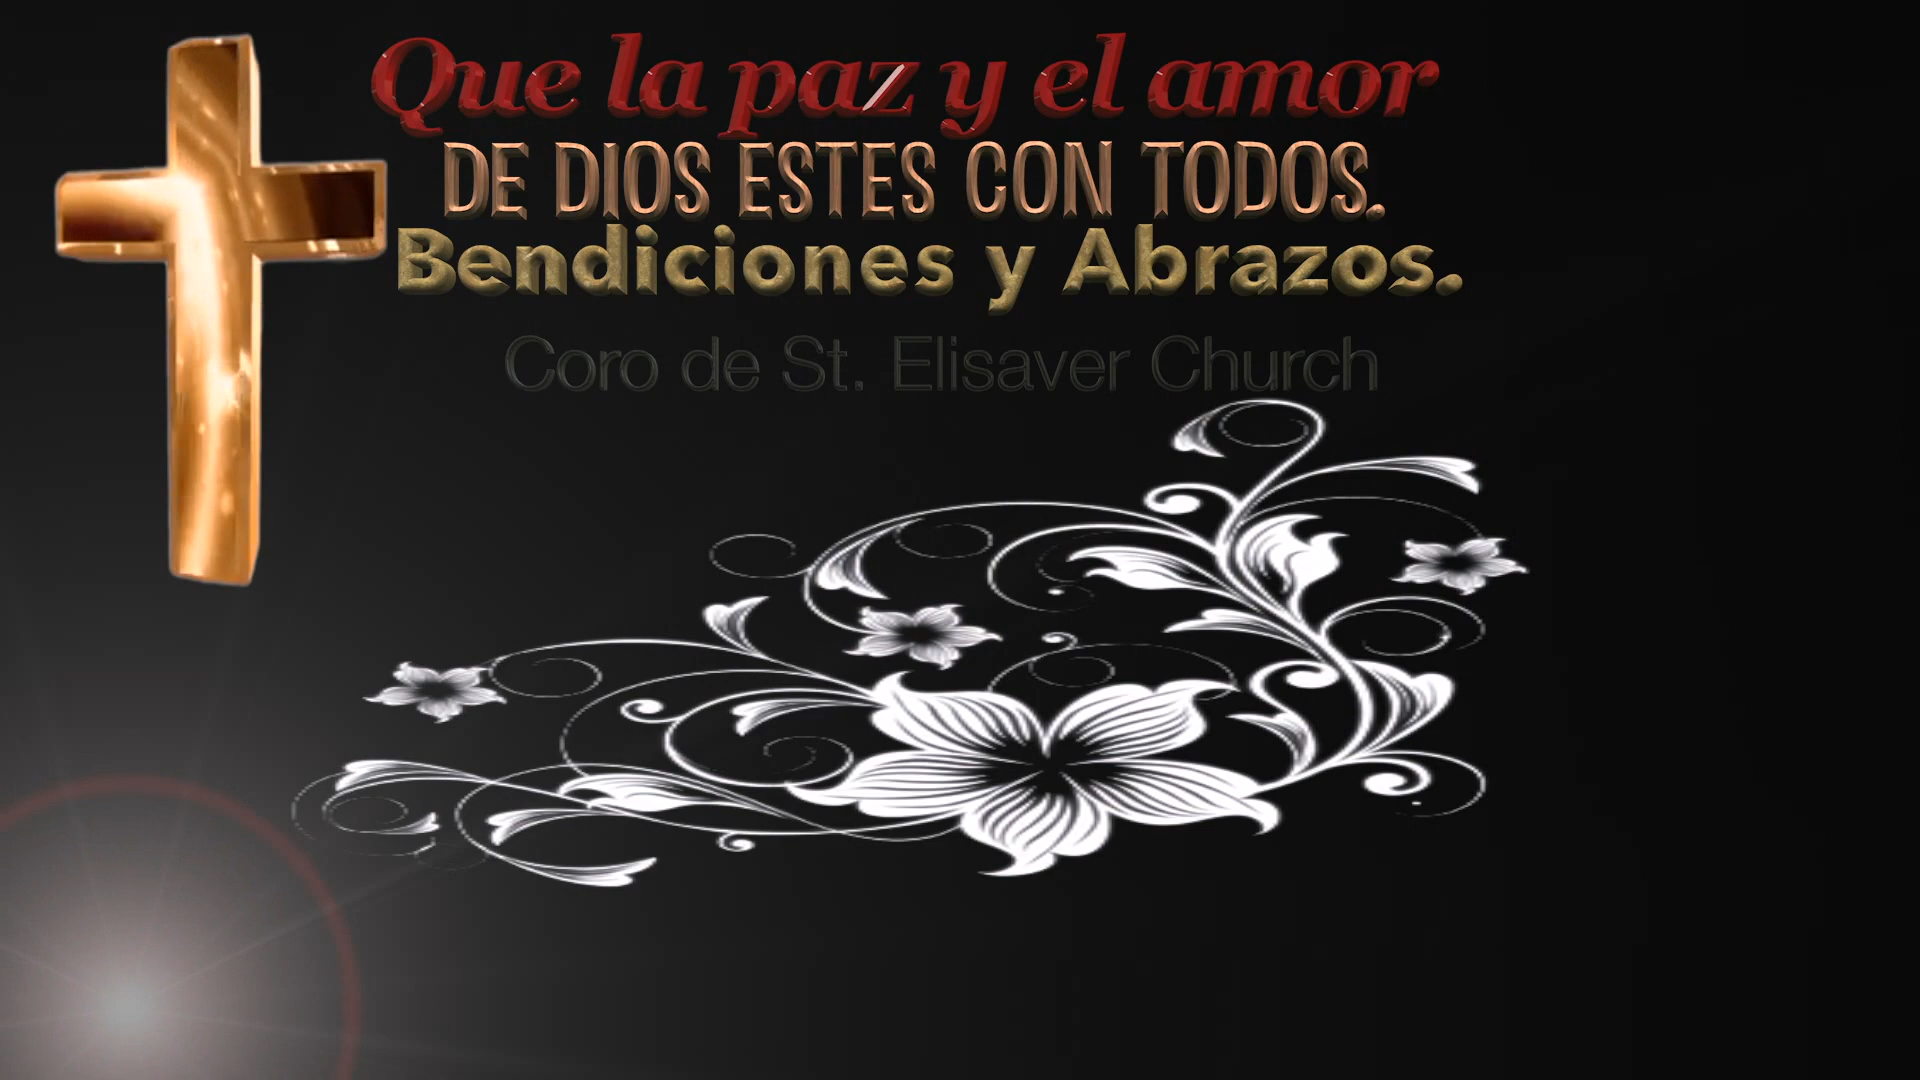 Que la paz y el amor
DE DIOS ESTES CON TODOS.
Bendiciones y Abrazos.
Coro de St. Elisaver Church